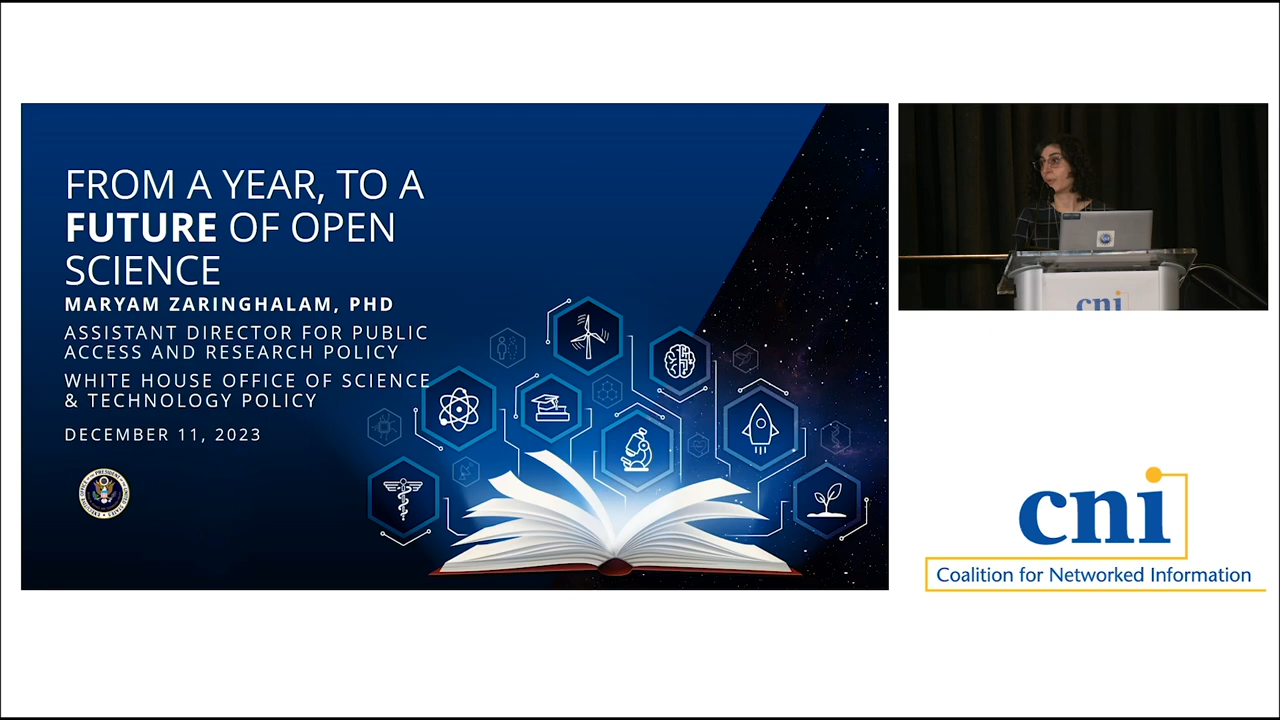 FROM A YEAR, TO A
FUTURE OF OPEN
SCIENCE
MARYAM ZARINGHALAM, PHD
ASSISTANT DIRECTOR FOR PUBLIC
ACCESS AND RESEARCH POLICY
WHITE HOUSE OFFICE OF SCIENCE
& TECHNOLOGY POLICY
DECEMBER 11, 2023
cni
cni
Coalition for Networked Information